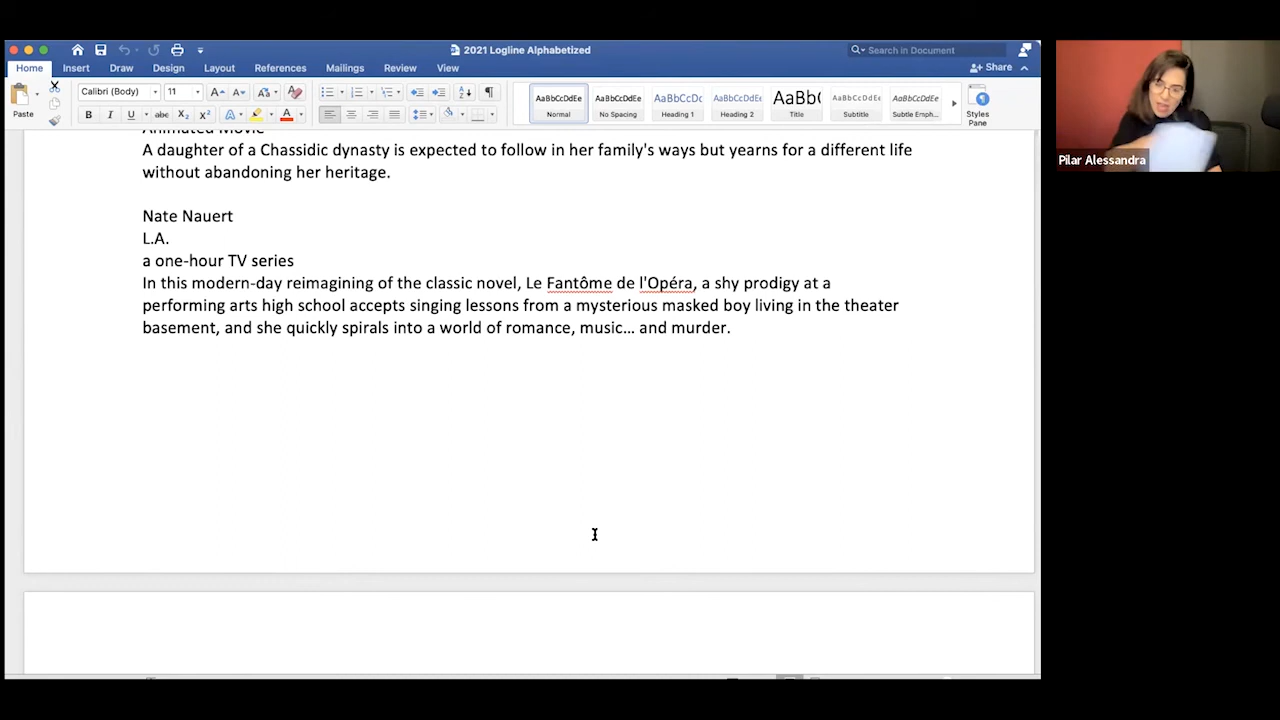 2021 Logline Alphabetized
Search in Document
Home Insert Draw Design Layout References Mailings Review View
Share
Paste
Calibri (Body) 11
AaBbCcDdEe AaBbCcDdEe AaBbCcDc AaBbCcDdEe AaBb( AaBbCcDdEe AaBbCcDdEe
Normal No Spacing Heading 1 Heading 2 Title Subtitle Subtle Emph...
Styles
Pane
Animated Movie
A daughter of a Chassidic dynasty is expected to follow in her family's ways but yearns for a different life
without abandoning her heritage.
Nate Nauert
L.A.
a one-hour TV series
In this modern-day reimagining of the classic novel, Le Fantôme de l'Opéra, a shy prodigy at a
performing arts high school accepts singing lessons from a mysterious masked boy living in the theater
basement, and she quickly spirals into a world of romance, music... and murder.
Pilar Alessandra